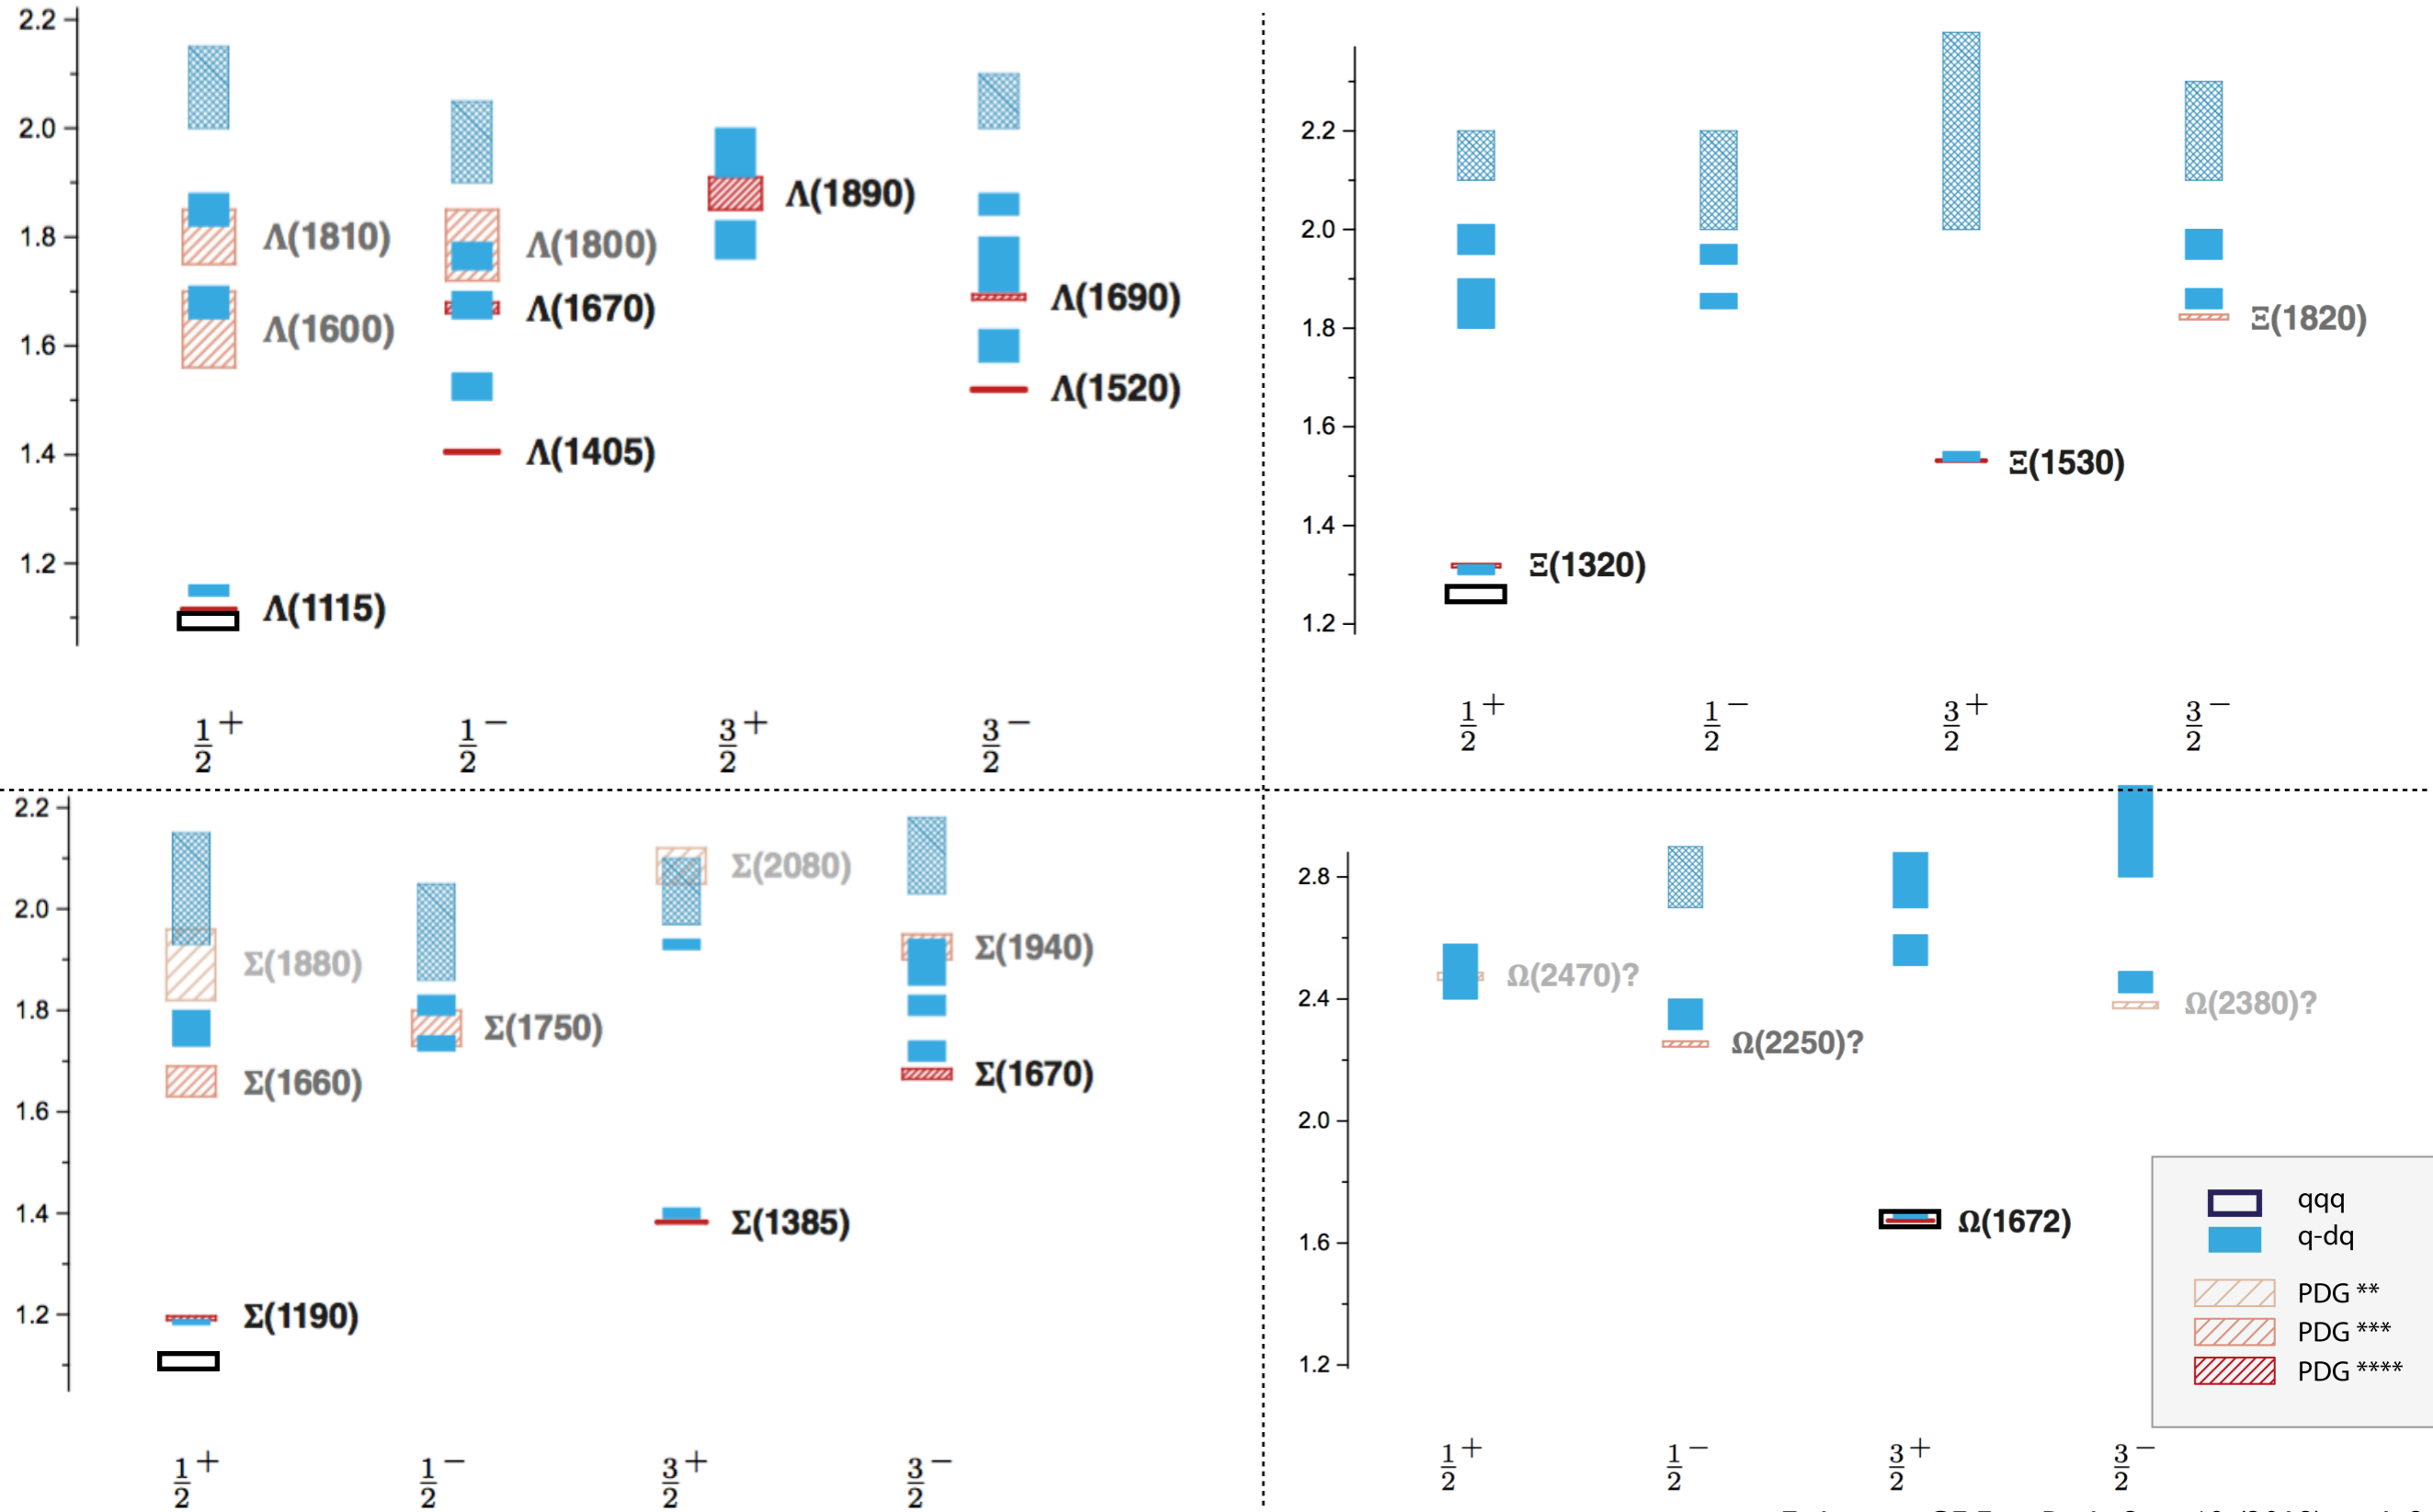 2.2
2.0
1.8
1.6
1.4
1.2
Λ(1810)
Λ(1600)
Λ(1115)
Λ(1800)
Λ(1670)
Λ(1405)
Λ(1890)
Λ(1690)
Λ(1520)
1/2+ 1/2− 3/2+ 3/2−
2.2
2.0
1.8
1.6
1.4
1.2
Ξ(1820)
Ξ(1530)
Ξ(1320)
1/2+ 1/2− 3/2+ 3/2−
2.2
2.0
1.8
1.6
1.4
1.2
Σ(1880)
Σ(1660)
Σ(1190)
Σ(1750)
Σ(2080)
Σ(1385)
Σ(1940)
Σ(1670)
1/2+ 1/2− 3/2+ 3/2−
2.8
2.4
2.0
1.6
1.2
Ω(2470)?
Ω(2250)?
Ω(2380)?
Ω(1672)
qqq
q-dq
PDG **
PDG ***
PDG ****
1/2+ 1/2− 3/2+ 3/2−